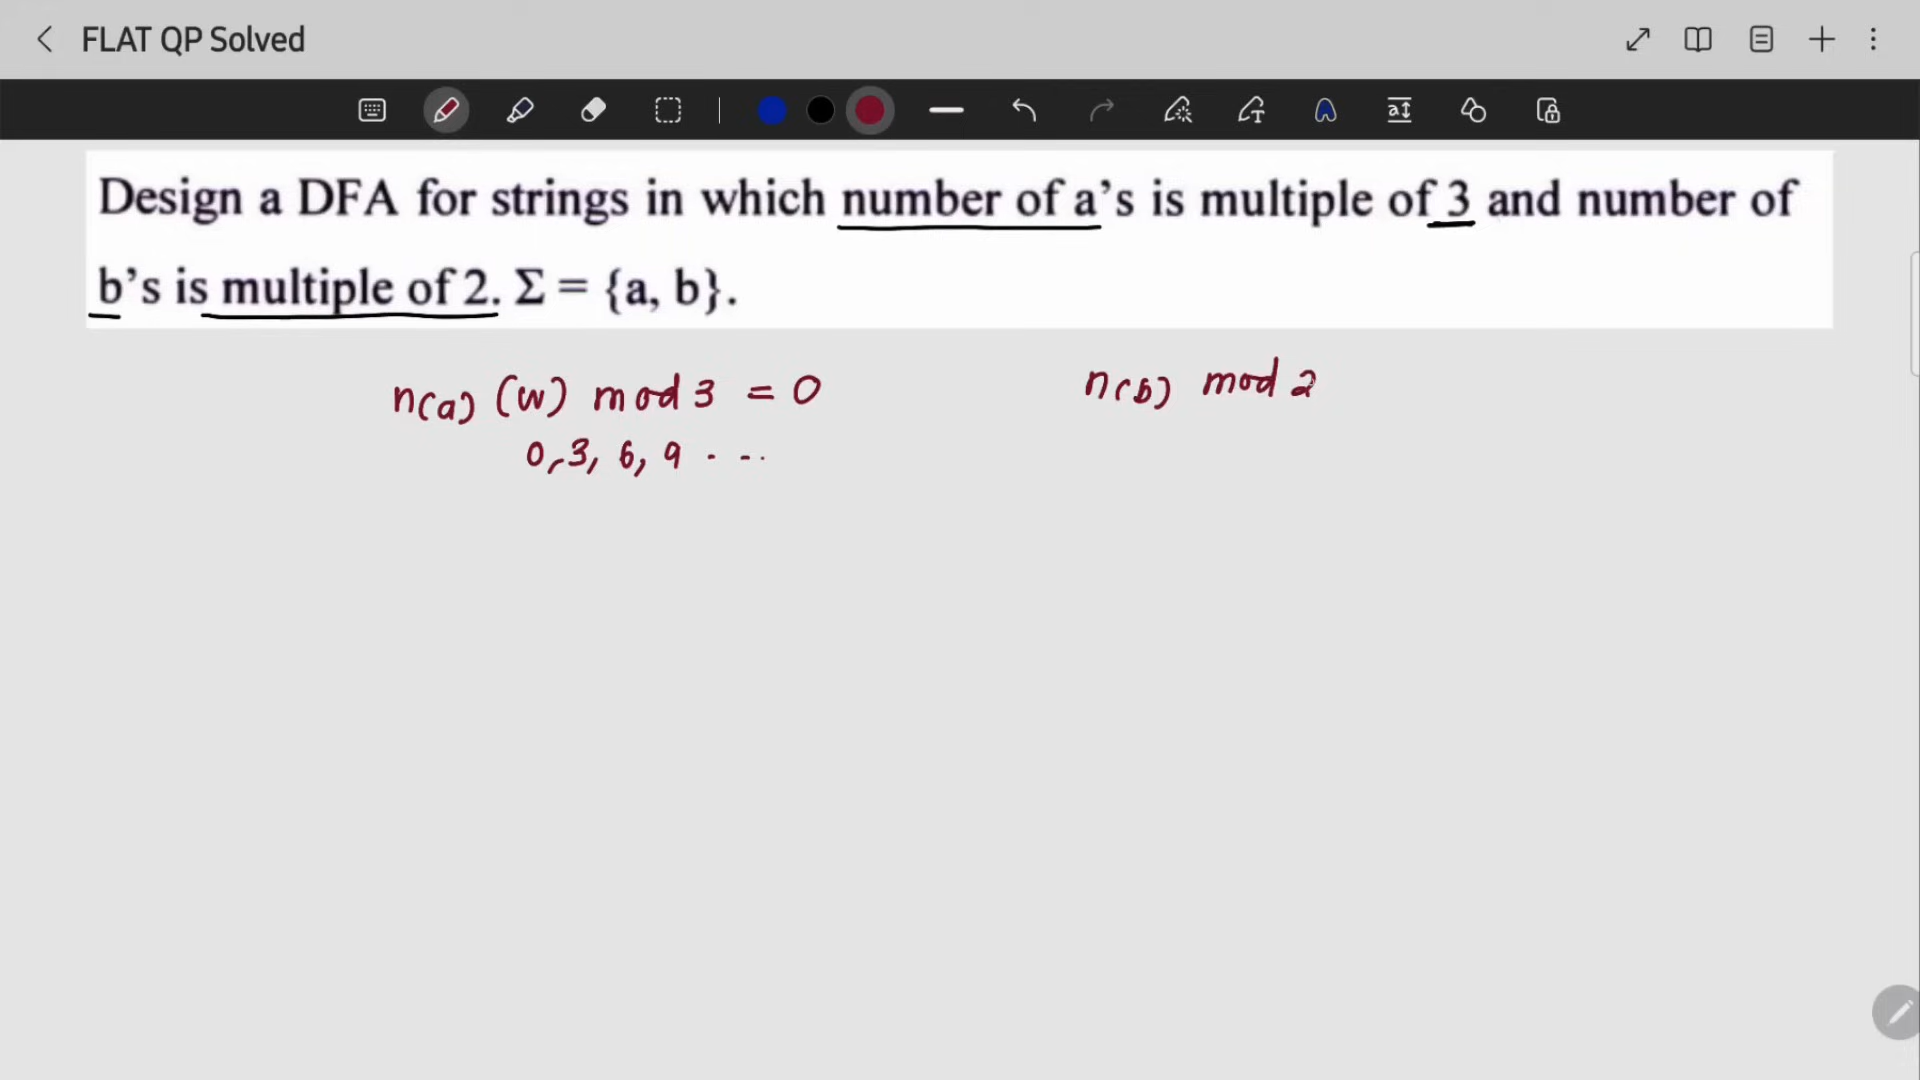 FLAT QP Solved
Design a DFA for strings in which number of a's is multiple of 3 and number of
b's is multiple of 2. Σ = {a, b}.
n(a) (w) mod 3 = 0
n(b) mod 2
0, 3, 6, 9 . ...